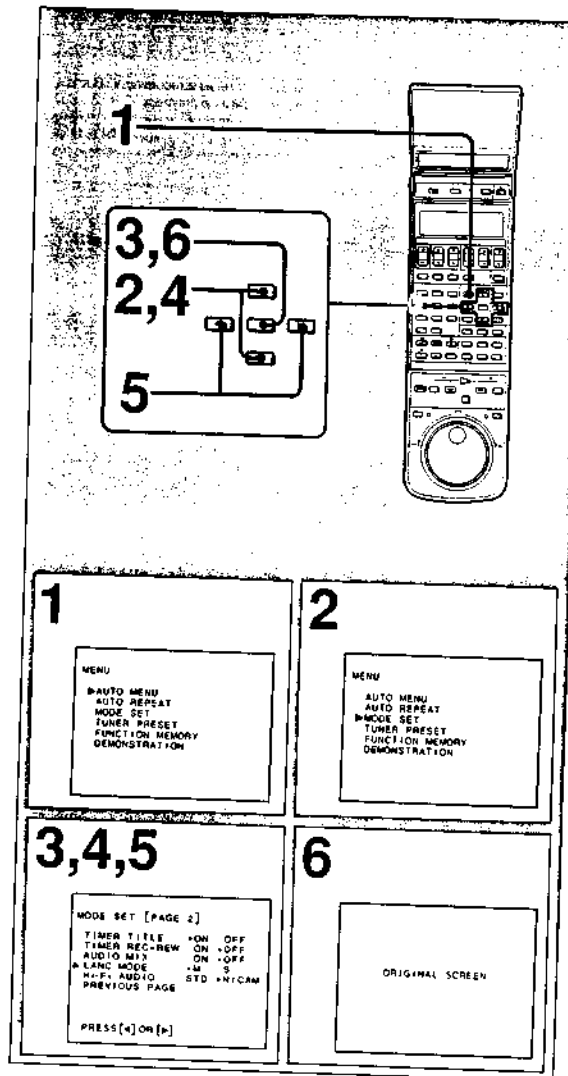 1
3,6
2,4
5
1
MENU
▶AUTO MENU
AUTO REPEAT
MODE SET
TUNER PRESET
FUNCTION MEMORY
DEMONSTRATION
2
MENU
AUTO MENU
AUTO REPEAT
▶MODE SET
TUNER PRESET
FUNCTION MEMORY
DEMONSTRATION
3,4,5
MODE SET [PAGE 2]
TIMER TITLE •ON OFF
TIMER REC-REW ON •OFF
AUDIO MIX ON •OFF
▶LANC MODE •M S
Hi-Fi AUDIO STD •NICAM
PREVIOUS PAGE
PRESS[◀]OR[▶]
6
ORIGINAL SCREEN